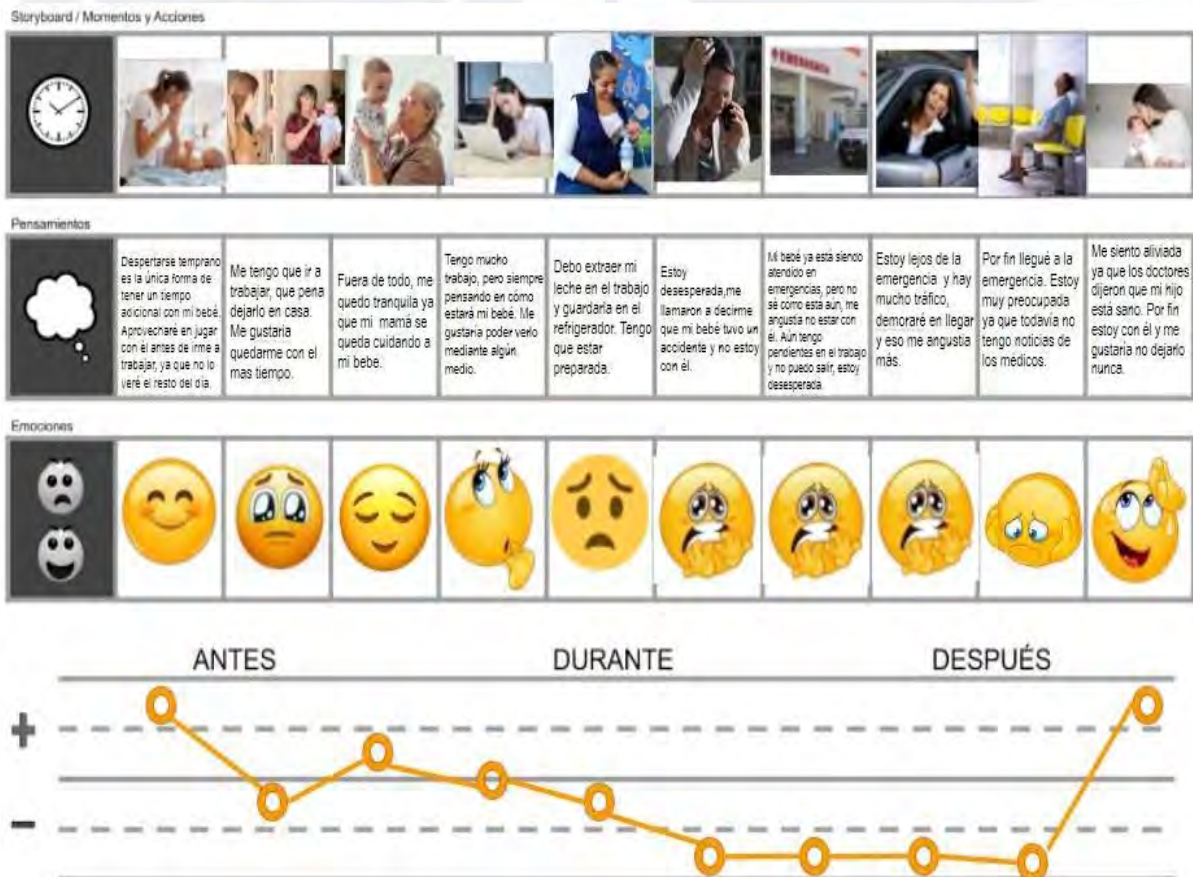 Storyboard / Momentos y Acciones
EMERGENCIA
Pensamientos
Despertarse temprano
es la única forma de
tener un tiempo
adicional con mi bebé.
Aprovecharé en jugar
con él antes de irme a
trabajar, ya que no lo
veré el resto del día.
Me tengo que ir a
trabajar, que pena
dejarlo en casa.
Me gustaria
quedarme con el
mas tiempo.
Fuera de todo, me
quedo tranquila ya
que mi mamá se
queda cuidando a
mi bebe.
Tengo mucho
trabajo, pero siempre
pensando en cómo
estará mi bebé. Me
gustaría poder verlo
mediante algún
medio.
Debo extraer mi
leche en el trabajo
y guardarla en el
refrigerador. Tengo
que estar
preparada.
Estoy
desesperada,me
llamaron a decirme
que mi bebé tuvo un
accidente y no estoy
con él.
Mi bebé ya está siendo
atendido en
emergencias, pero no
sé como está aún, me
angustia no estar con
él. Aún tengo
pendientes en el trabajo
y no puedo salir, estoy
desesperada.
Estoy lejos de la
emergencia y hay
mucho tráfico,
demoraré en llegar
y eso me angustia
más.
Por fin llegué a la
emergencia. Estoy
muy preocupada
ya que todavía no
tengo noticias de
los médicos.
Me siento aliviada
ya que los doctores
dijeron que mi hijo
está sano. Por fin
estoy con él y me
gustaria no dejarlo
nunca.
Emociones
ANTES
DURANTE
DESPUÉS
+
-